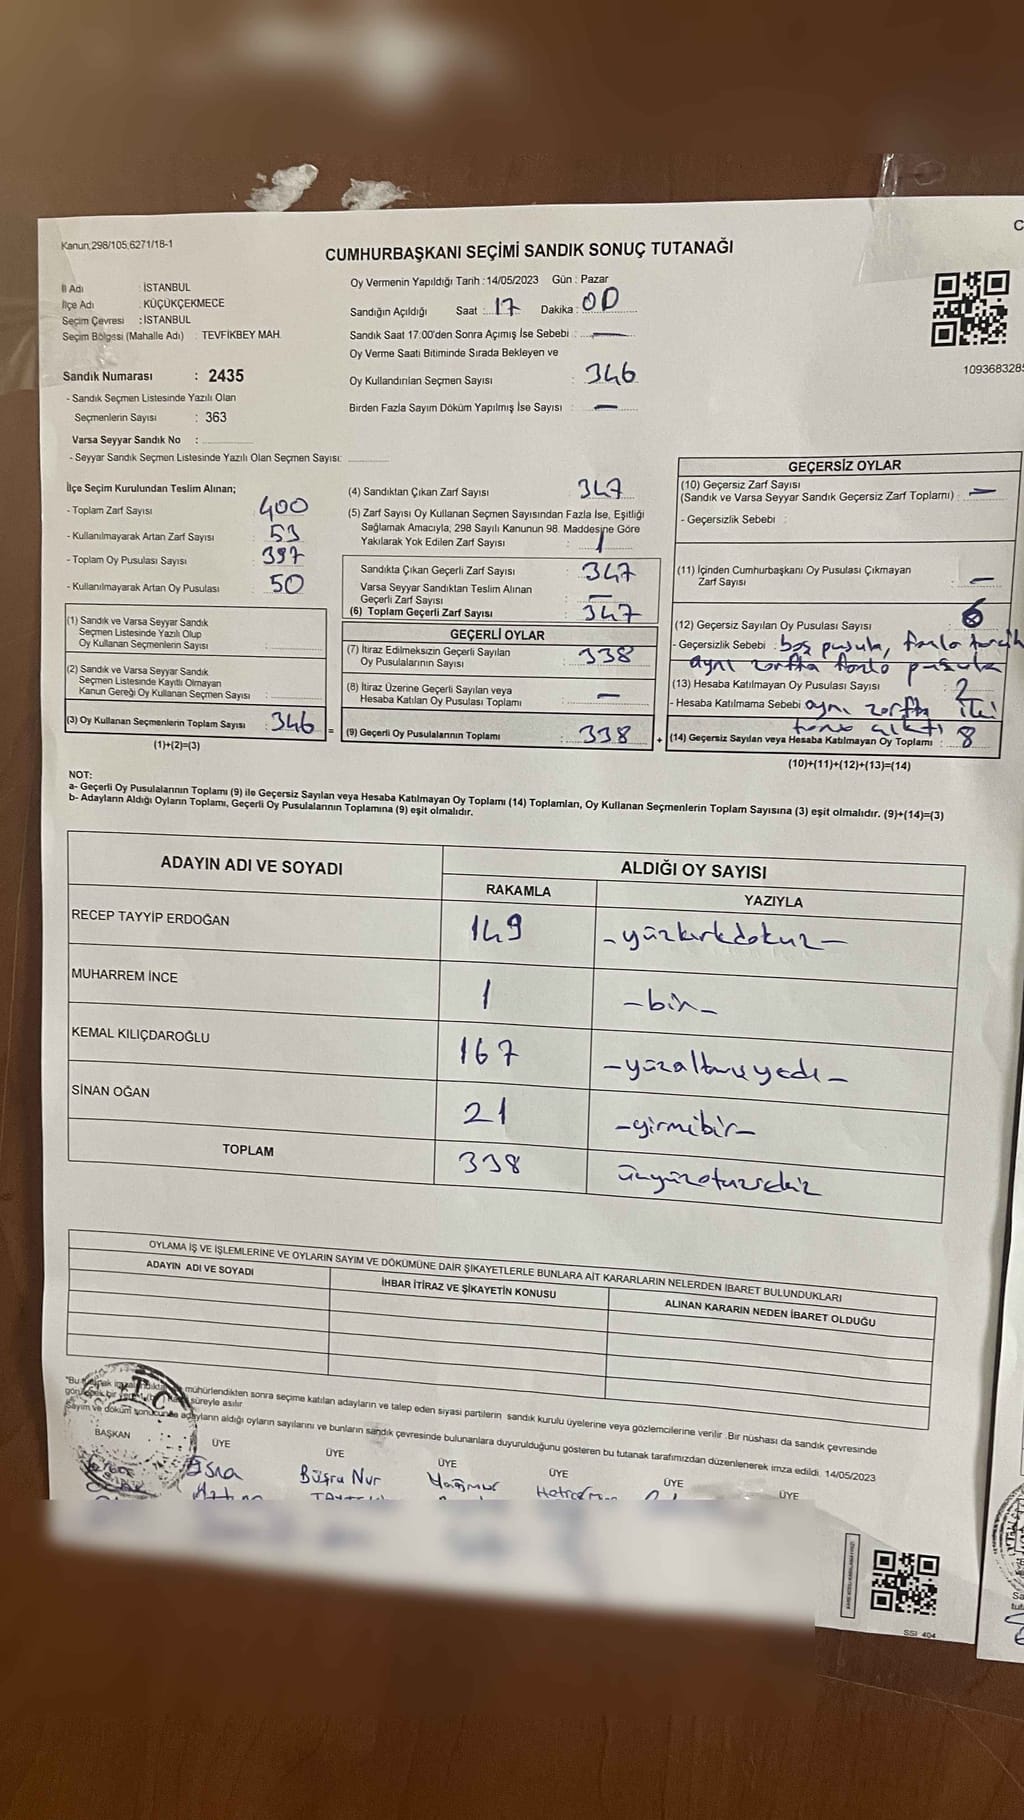 Kanun,298/105,6271/18-1
CUMHURBAŞKANI SEÇİMİ SANDIK SONUÇ TUTANAĞI
İl Adı : İSTANBUL
İlçe Adı : KÜÇÜKÇEKMECE
Seçim Çevresi : İSTANBUL
Seçim Bölgesi (Mahalle Adı) : TEVFİKBEY MAH.
Sandık Numarası : 2435
- Sandık Seçmen Listesinde Yazılı Olan
Seçmenlerin Sayısı : 363
Varsa Seyyar Sandık No :
- Seyyar Sandık Seçmen Listesinde Yazılı Olan Seçmen Sayısı:
Oy Vermenin Yapıldığı Tarih : 14/05/2023 Gün : Pazar
Sandığın Açıldığı Saat : 17 Dakika : 00
Sandık Saat 17:00'den Sonra Açımış İse Sebebi : —
Oy Verme Saati Bitiminde Sırada Bekleyen ve
Oy Kullandırılan Seçmen Sayısı : 346
Birden Fazla Sayım Döküm Yapılmış İse Sayısı : —
109368328
İlçe Seçim Kurulundan Teslim Alınan;
- Toplam Zarf Sayısı 400
- Kullanılmayarak Artan Zarf Sayısı 53
- Toplam Oy Pusulası Sayısı 397
- Kullanılmayarak Artan Oy Pusulası 50
(1) Sandık ve Varsa Seyyar Sandık
Seçmen Listesinde Yazılı Olup
Oy Kullanan Seçmenlerin Sayısı :
(2) Sandık ve Varsa Seyyar Sandık
Seçmen Listesinde Kayıtlı Olmayan
Kanun Gereği Oy Kullanan Seçmen Sayısı :
(3) Oy Kullanan Seçmenlerin Toplam Sayısı : 346
(1)+(2)=(3)
(4) Sandıktan Çıkan Zarf Sayısı : 347
(5) Zarf Sayısı Oy Kullanan Seçmen Sayısından Fazla İse, Eşitliği
Sağlamak Amacıyla; 298 Sayılı Kanunun 98. Maddesine Göre
Yakılarak Yok Edilen Zarf Sayısı : 1
Sandıkta Çıkan Geçerli Zarf Sayısı : 347
Varsa Seyyar Sandıktan Teslim Alınan
Geçerli Zarf Sayısı : —
(6) Toplam Geçerli Zarf Sayısı : 347
GEÇERLİ OYLAR
(7) İtiraz Edilmeksizin Geçerli Sayılan
Oy Pusulalarının Sayısı : 338
(8) İtiraz Üzerine Geçerli Sayılan veya
Hesaba Katılan Oy Pusulası Toplamı : —
= (9) Geçerli Oy Pusulalarının Toplamı : 338
GEÇERSİZ OYLAR
(10) Geçersiz Zarf Sayısı
(Sandık ve Varsa Seyyar Sandık Geçersiz Zarf Toplamı) : —
- Geçersizlik Sebebi :
(11) İçinden Cumhurbaşkanı Oy Pusulası Çıkmayan
Zarf Sayısı : —
(12) Geçersiz Sayılan Oy Pusulası Sayısı : 6
- Geçersizlik Sebebi : boş pusula, fazla tercih
aynı zarfta fazla pusula
(13) Hesaba Katılmayan Oy Pusulası Sayısı : 2
- Hesaba Katılmama Sebebi aynı zarfta iki
tane çıktı
+ (14) Geçersiz Sayılan veya Hesaba Katılmayan Oy Toplamı : 8
(10)+(11)+(12)+(13)=(14)
NOT:
a- Geçerli Oy Pusulalarının Toplamı (9) ile Geçersiz Sayılan veya Hesaba Katılmayan Oy Toplamı (14) Toplamları, Oy Kullanan Seçmenlerin Toplam Sayısına (3) eşit olmalıdır. (9)+(14)=(3)
b- Adayların Aldığı Oyların Toplamı, Geçerli Oy Pusulalarının Toplamına (9) eşit olmalıdır.
ADAYIN ADI VE SOYADI ALDIĞI OY SAYISI
RAKAMLA YAZIYLA
RECEP TAYYİP ERDOĞAN 149 - yüzkırkdokuz -
MUHARREM İNCE 1 - bir -
KEMAL KILIÇDAROĞLU 167 - yüzaltmışyedi -
SİNAN OĞAN 21 - yirmibir -
TOPLAM 338 üçyüzotuzsekiz
OYLAMA İŞ VE İŞLEMLERİNE VE OYLARIN SAYIM VE DÖKÜMÜNE DAİR ŞİKAYETLERLE BUNLARA AİT KARARLARIN NELERDEN İBARET BULUNDUKLARI
ADAYIN ADI VE SOYADI İHBAR İTİRAZ VE ŞİKAYETİN KONUSU ALINAN KARARIN NEDEN İBARET OLDUĞU
"Bu mühürlendikten sonra seçime katılan adayların ve talep eden siyasi partilerin sandık kurulu üyelerine veya gözlemcilerine verilir .Bir nüshası da sandık çevresinde
süreyle asılır
Sayım ve döküm sonucunda adayların aldığı oyların sayılarını ve bunların sandık çevresinde bulunanlara duyurulduğunu gösteren bu tutanak tarafımızdan düzenlenerek imza edildi. 14/05/2023
T.C.
BAŞKAN ÜYE ÜYE ÜYE ÜYE ÜYE ÜYE
Esra Büşra Nur Yağmur
SSI 404